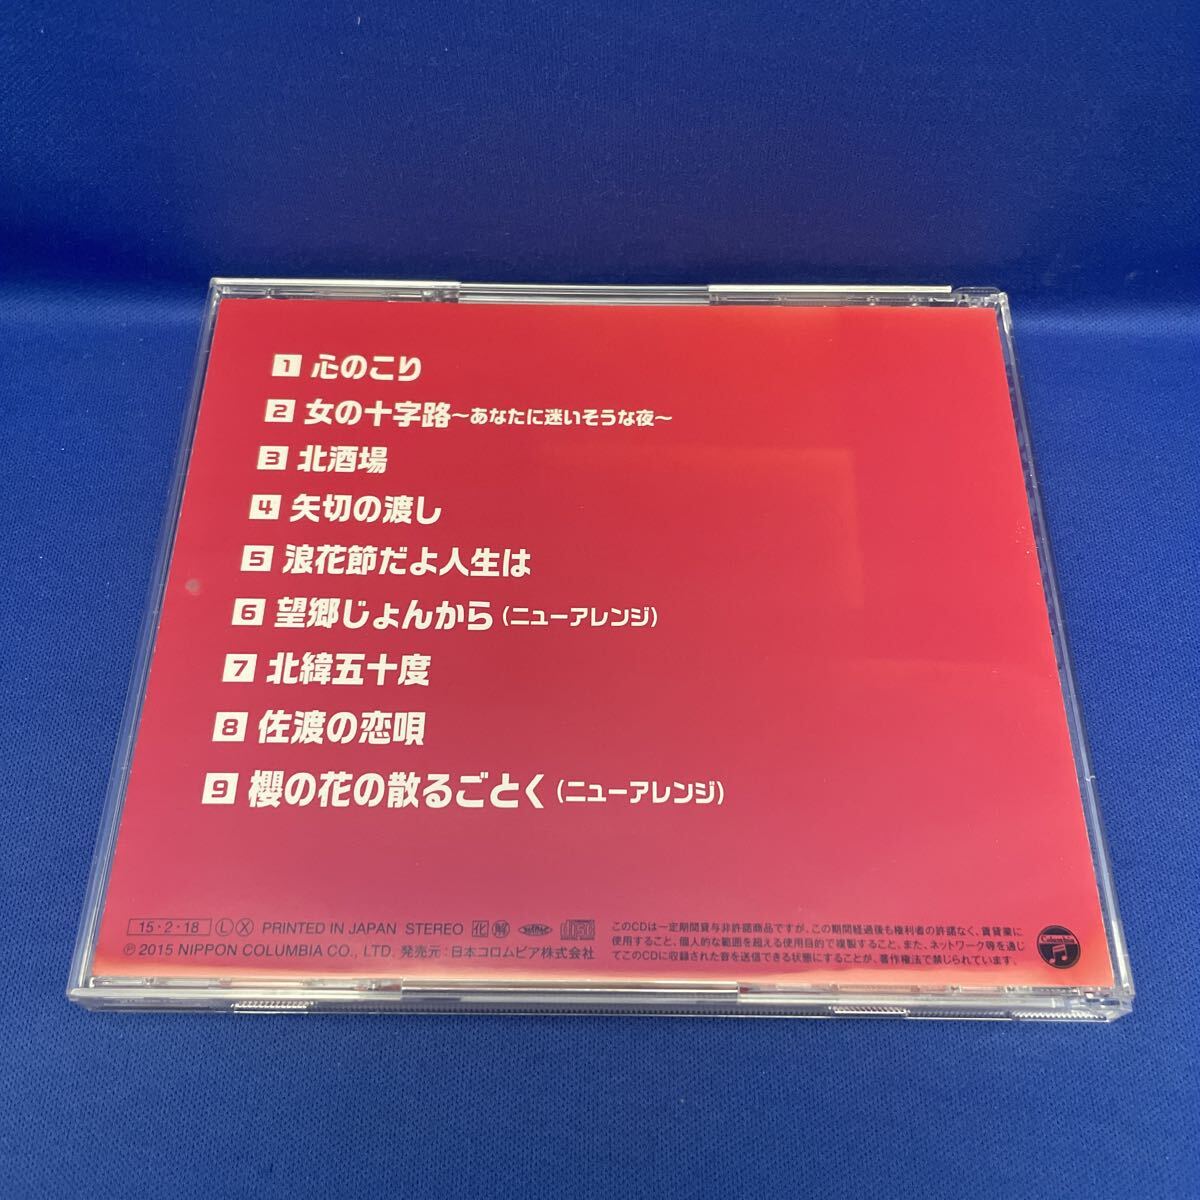 1 心のこり
2 女の十字路～あなたに迷いそうな夜～
3 北酒場
4 矢切の渡し
5 浪花節だよ人生は
6 望郷じょんから(ニューアレンジ)
7 北緯五十度
8 佐渡の恋唄
9 櫻の花の散るごとく(ニューアレンジ)
15・2・18 Ⓛ Ⓧ PRINTED IN JAPAN STEREO 化 解
℗ 2015 NIPPON COLUMBIA CO., LTD. 発売元：日本コロムビア株式会社
このCDは一定期間貸与非許諾商品ですが、この期間経過後も権利者の許諾なく、賃貸業に
使用すること、個人的な範囲を超える使用目的で複製すること、また、ネットワーク等を通じ
てこのCDに収録された音を送信できる状態にすることが、著作権法で禁じられています。
Columbia